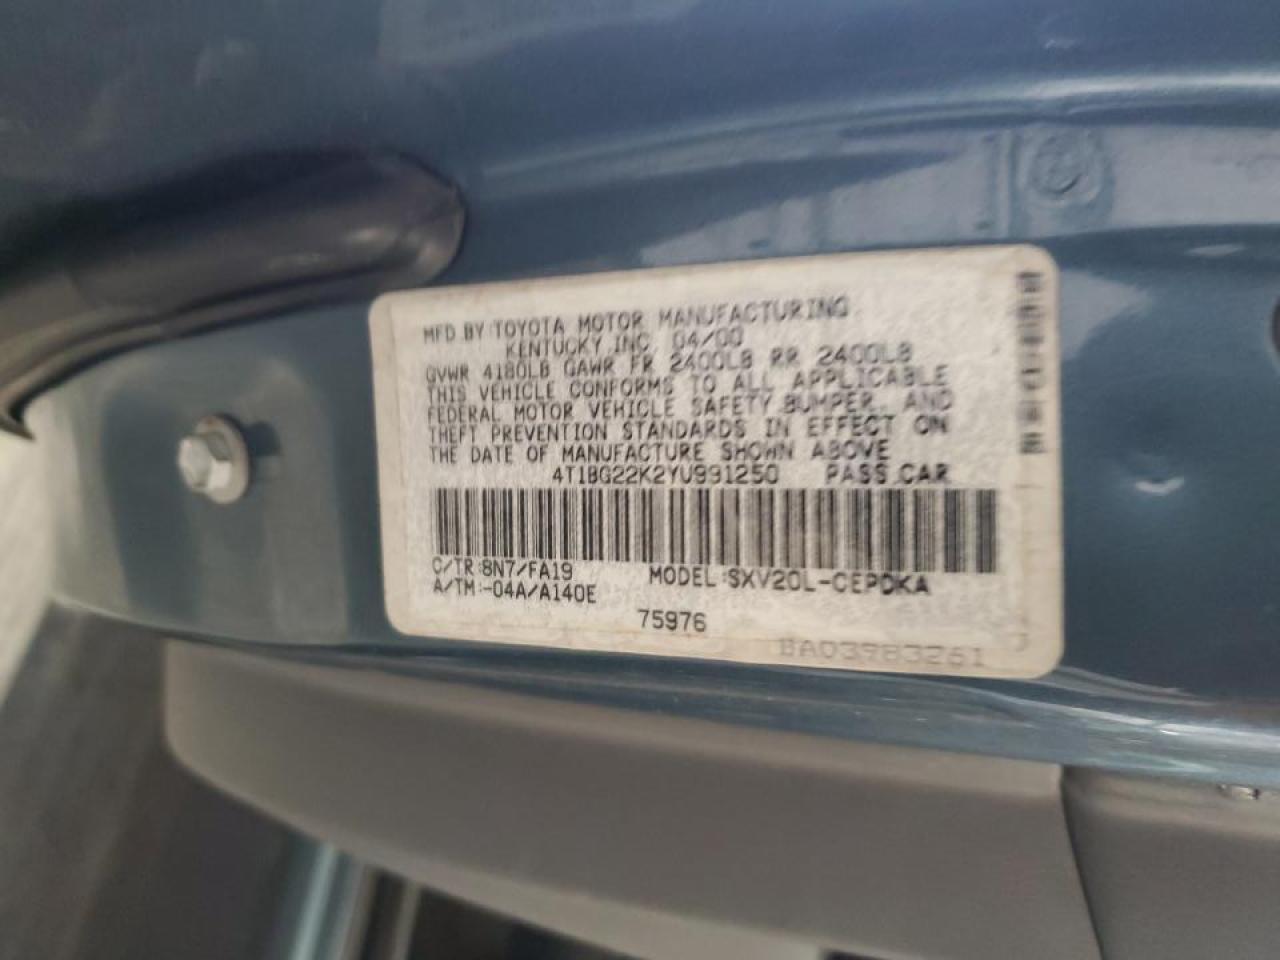 MFD BY: TOYOTA MOTOR MANUFACTURING
KENTUCKY, INC. 04/00
GVWR 4180LB GAWR FR 2400LB RR 2400LB
THIS VEHICLE CONFORMS TO ALL APPLICABLE
FEDERAL MOTOR VEHICLE SAFETY, BUMPER, AND
THEFT PREVENTION STANDARDS IN EFFECT ON
THE DATE OF MANUFACTURE SHOWN ABOVE
4T1BG22K2YU991250 PASS.CAR
C/TR:8N7/FA19 MODEL:SXV20L-CEPDKA
A/TM:-04A/A140E
75976
BA03983261